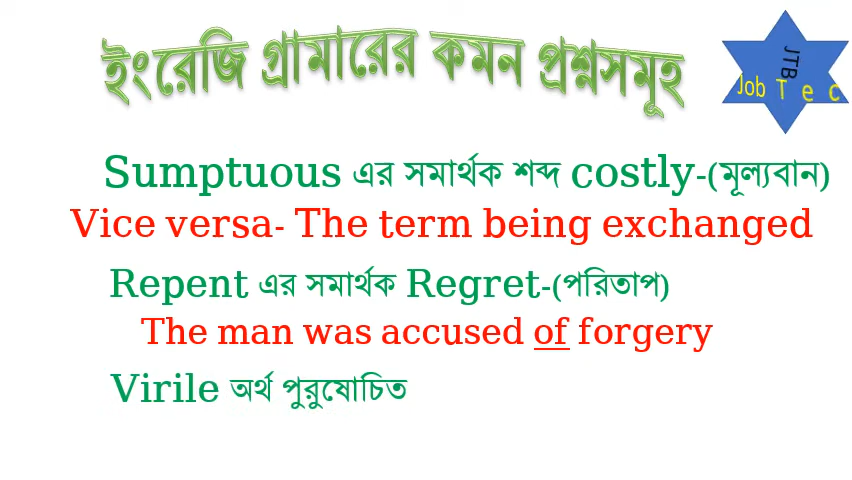 ইংরেজি গ্রামারের কমন প্রশ্নসমূহ
JTB
Job T e c
Sumptuous এর সমার্থক শব্দ costly-(মূল্যবান)
Vice versa- The term being exchanged
Repent এর সমার্থক Regret-(পরিতাপ)
The man was accused of forgery
Virile অর্থ পুরুষোচিত